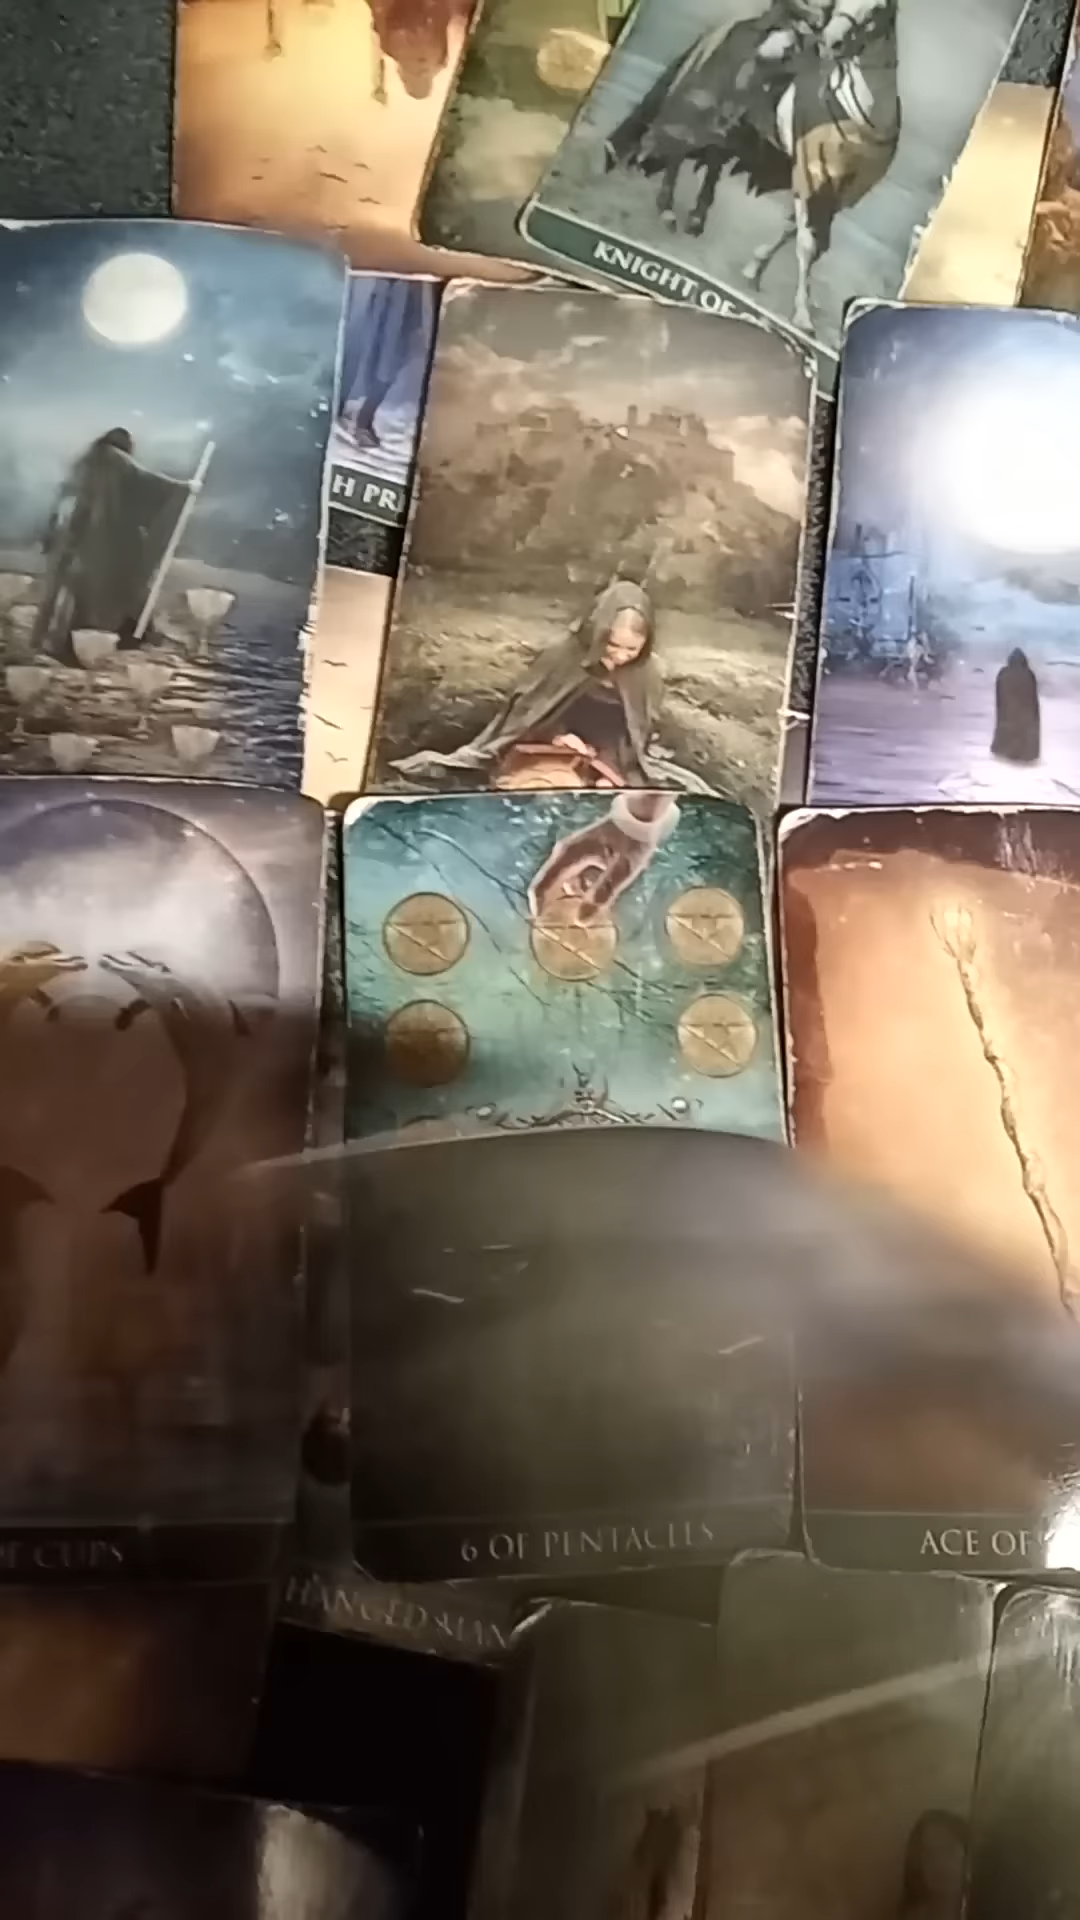 KNIGHT OF
H PR
OF CUPS
6 OF PENTACLES
ACE OF
HANGED MAN